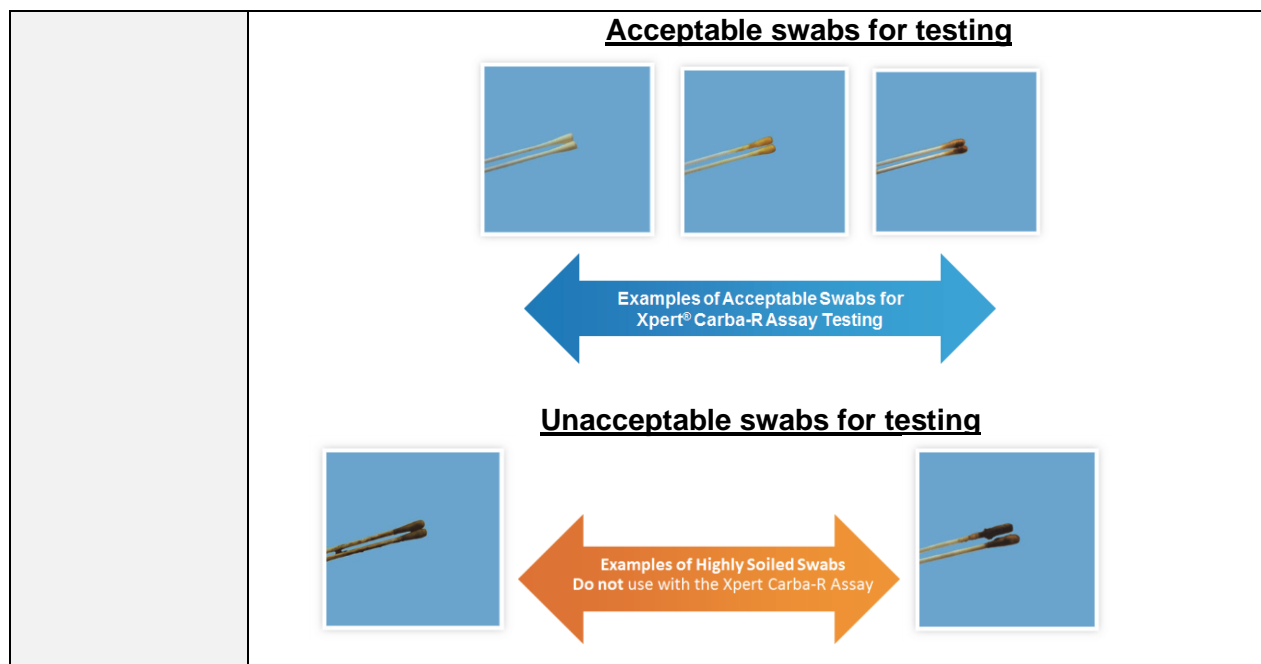 Acceptable swabs for testing
Examples of Acceptable Swabs for
Xpert® Carba-R Assay Testing
Unacceptable swabs for testing
Examples of Highly Soiled Swabs
Do not use with the Xpert Carba-R Assay